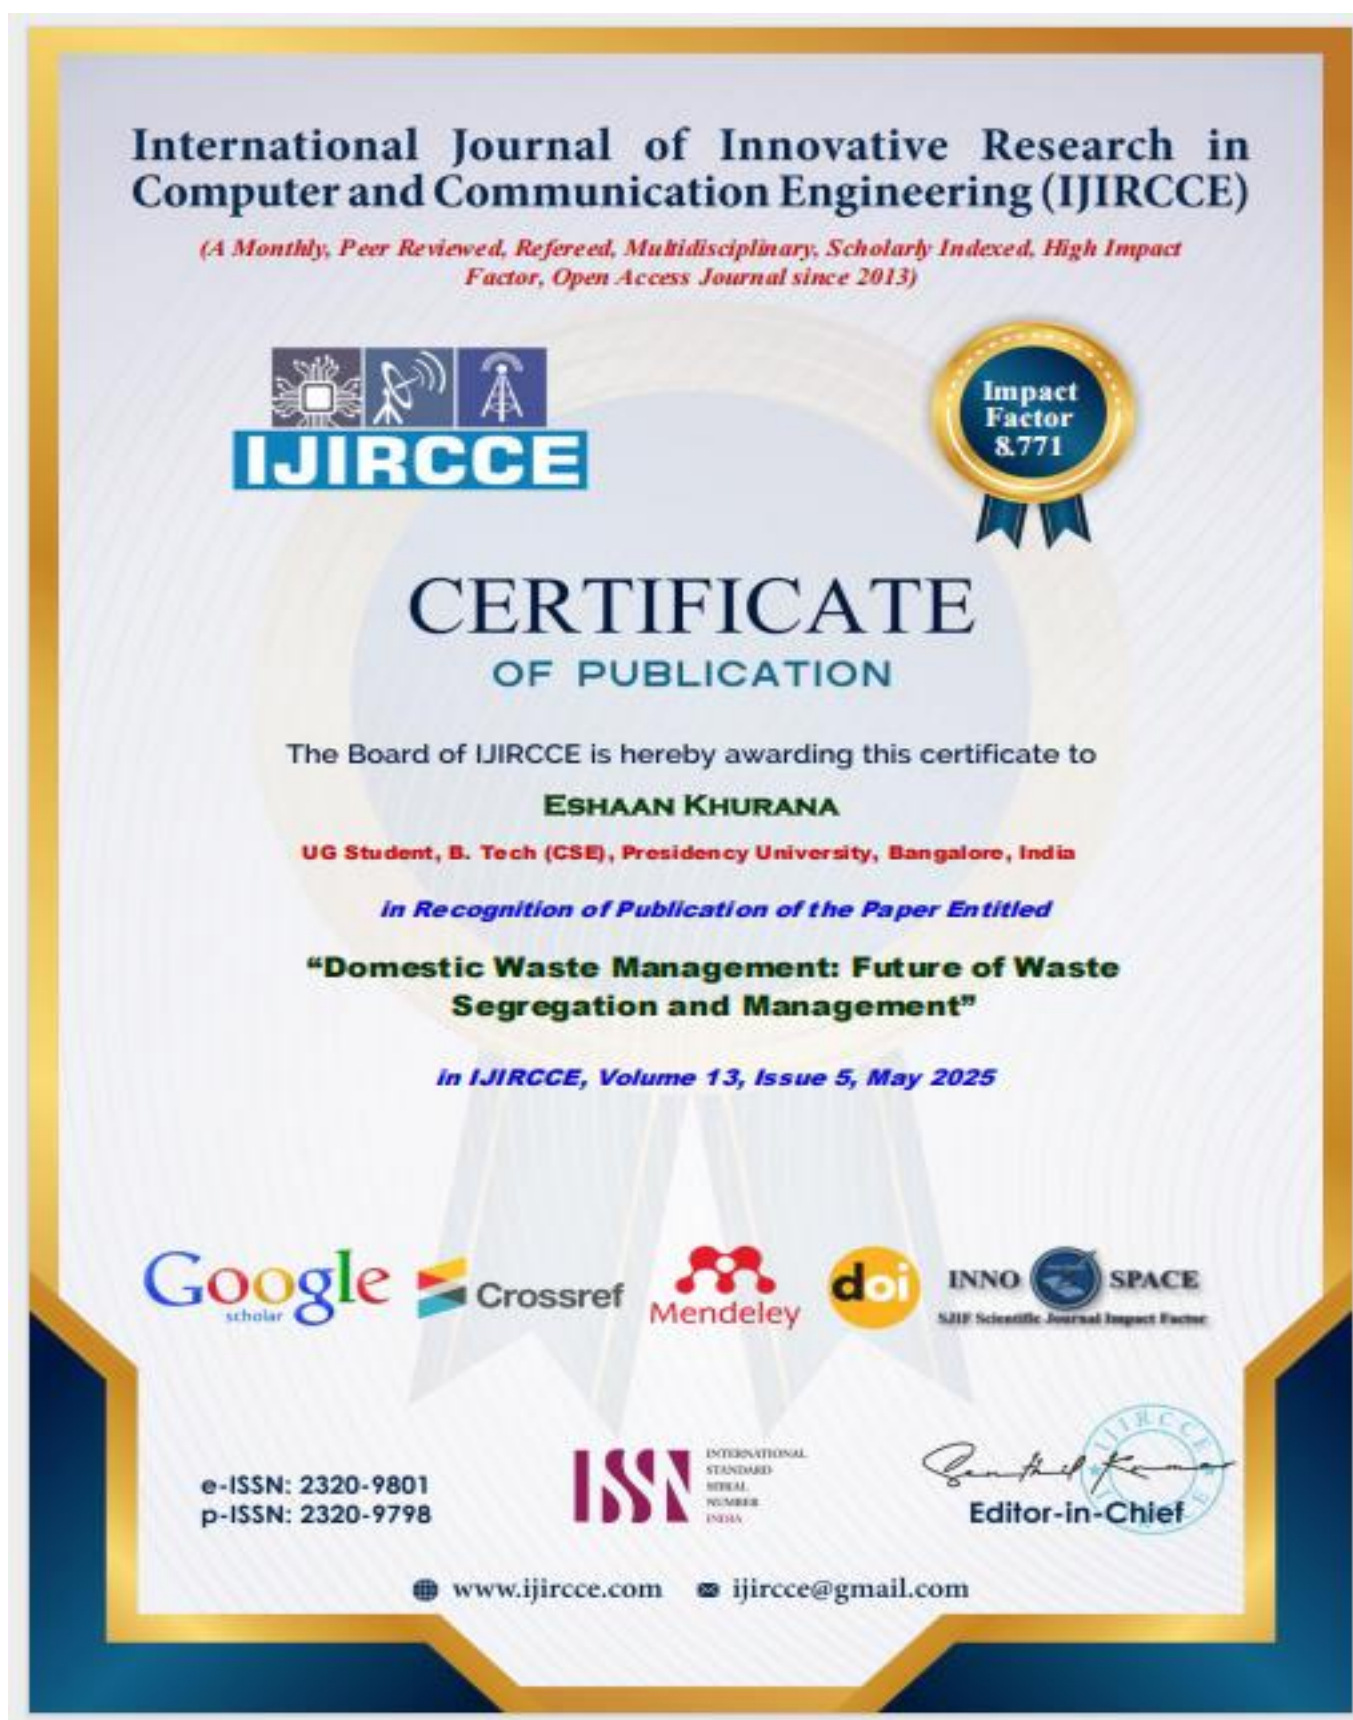 International Journal of Innovative Research in
Computer and Communication Engineering (IJIRCCE)
(A Monthly, Peer Reviewed, Refereed, Multidisciplinary, Scholarly Indexed, High Impact
Factor, Open Access Journal since 2013)
IJIRCCE
Impact
Factor
8.771
CERTIFICATE
OF PUBLICATION
The Board of IJIRCCE is hereby awarding this certificate to
ESHAAN KHURANA
UG Student, B. Tech (CSE), Presidency University, Bangalore, India
in Recognition of Publication of the Paper Entitled
“Domestic Waste Management: Future of Waste
Segregation and Management”
in IJIRCCE, Volume 13, Issue 5, May 2025
Google
scholar
Crossref
Mendeley
doi
INNO SPACE
SJIF Scientific Journal Impact Factor
e-ISSN: 2320-9801
p-ISSN: 2320-9798
ISSN
INTERNATIONAL
STANDARD
SERIAL
NUMBER
INDIA
IJIRCCE
Senthil Kumar
Editor-in-Chief
www.ijircce.com ijircce@gmail.com